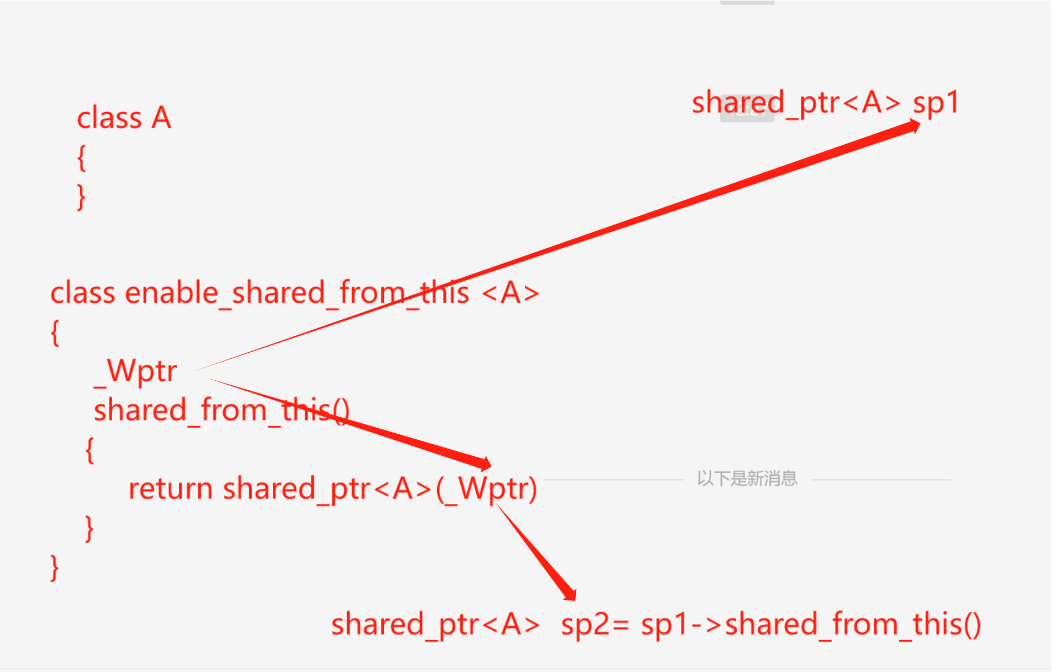 class A
shared_ptr<A> sp1
{
}
class enable_shared_from_this <A>
{
_Wptr
shared_from_this()
{
return shared_ptr<A>(_Wptr)
以下是新消息
}
}
shared_ptr<A> sp2= sp1->shared_from_this()